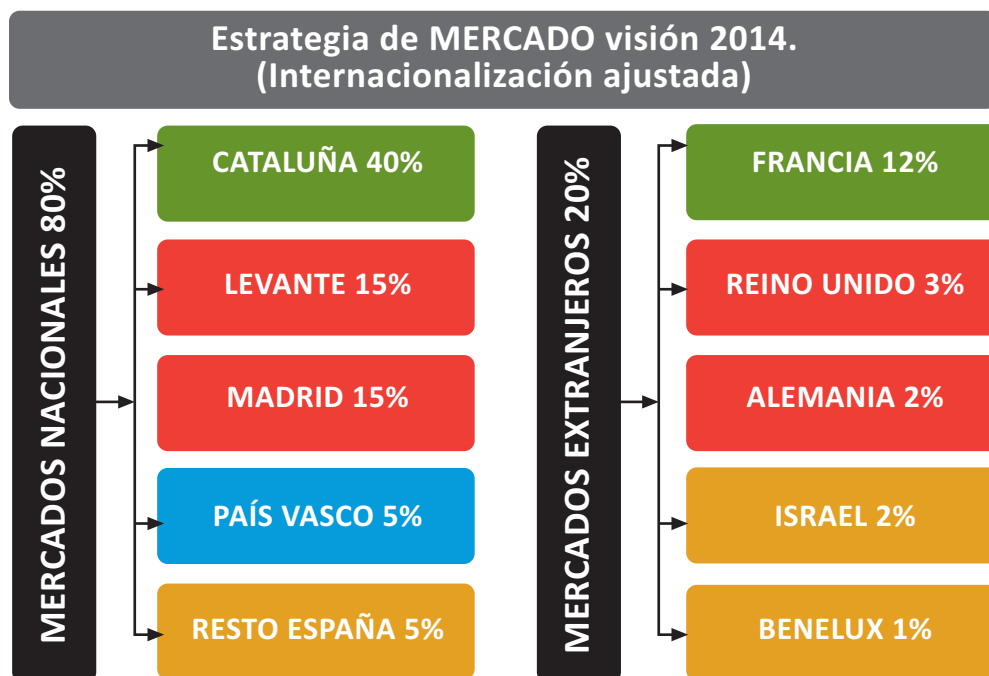 Estrategia de MERCADO visión 2014.
(Internacionalización ajustada)
MERCADOS NACIONALES 80%
CATALUÑA 40%
LEVANTE 15%
MADRID 15%
PAÍS VASCO 5%
RESTO ESPAÑA 5%
MERCADOS EXTRANJEROS 20%
FRANCIA 12%
REINO UNIDO 3%
ALEMANIA 2%
ISRAEL 2%
BENELUX 1%